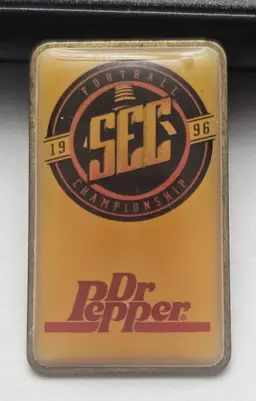 FOOTBALL
19 SEC 96
CHAMPIONSHIP
Dr
Pepper®